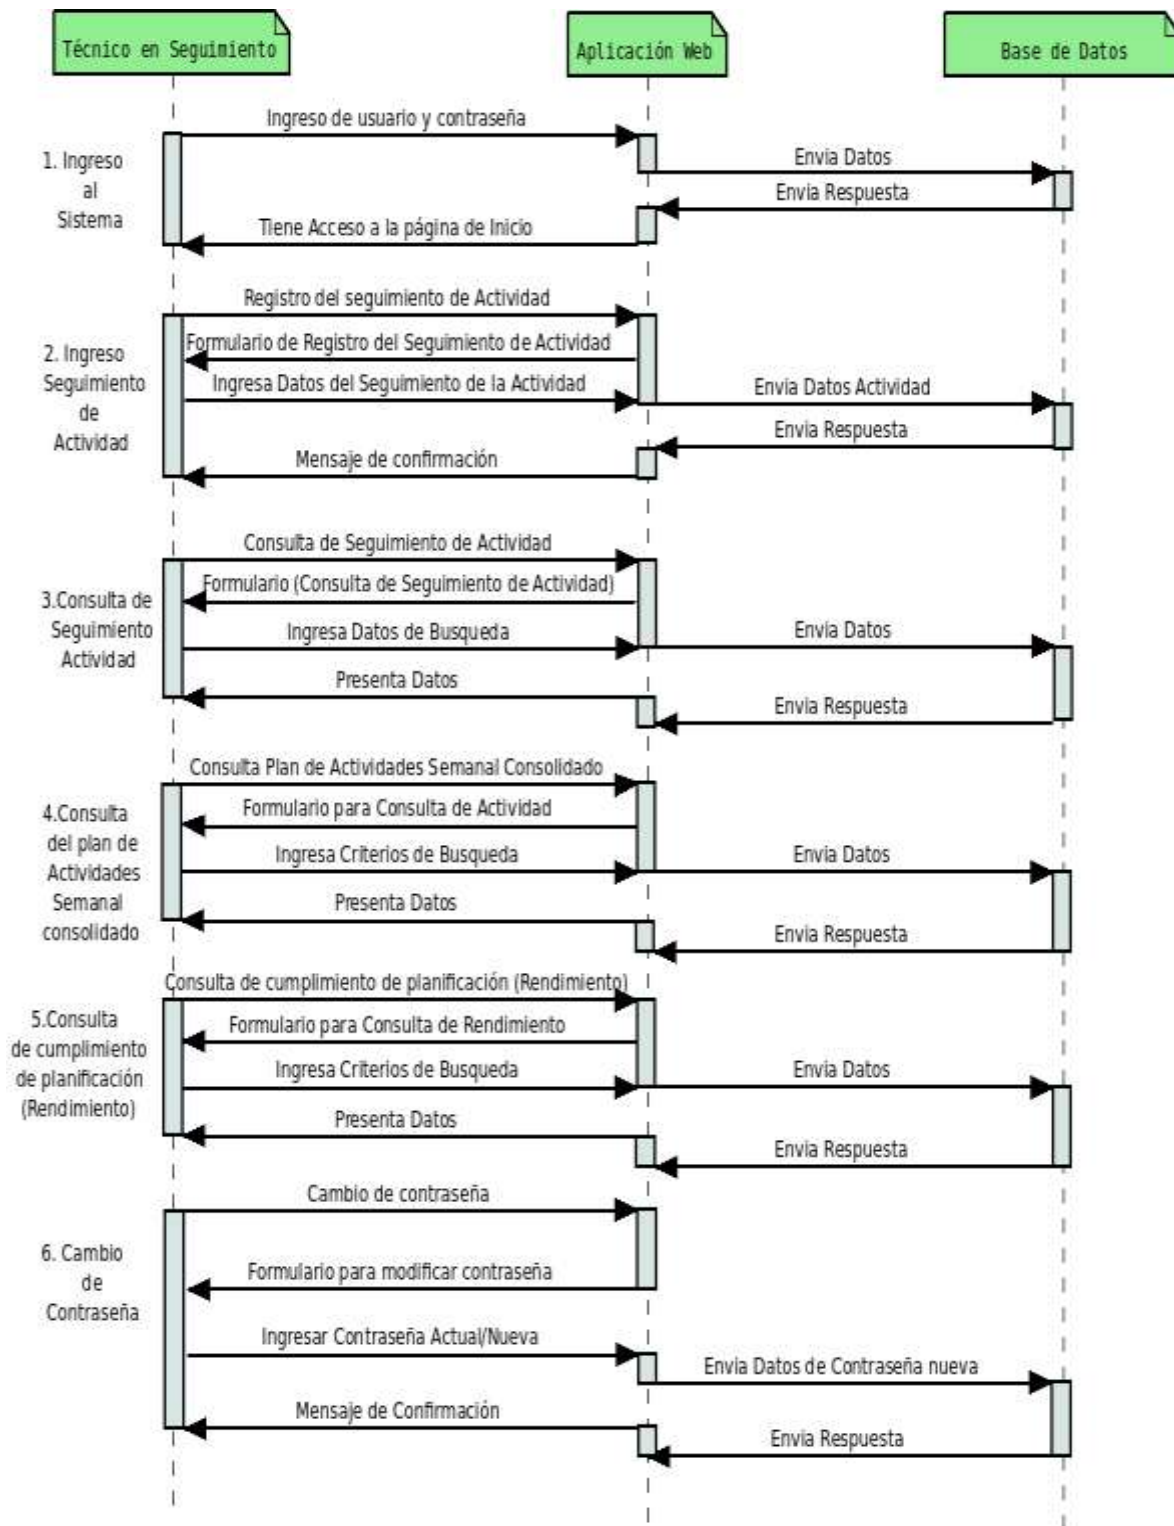 Técnico en Seguimiento
Aplicación Web
Base de Datos
1. Ingreso
al
Sistema
Ingreso de usuario y contraseña
Envia Datos
Envia Respuesta
Tiene Acceso a la página de Inicio
2. Ingreso
Seguimiento
de
Actividad
Registro del seguimiento de Actividad
Formulario de Registro del Seguimiento de Actividad
Ingresa Datos del Seguimiento de la Actividad
Envia Datos Actividad
Envia Respuesta
Mensaje de confirmación
3.Consulta de
Seguimiento
Actividad
Consulta de Seguimiento de Actividad
Formulario (Consulta de Seguimiento de Actividad)
Ingresa Datos de Busqueda
Envia Datos
Presenta Datos
Envia Respuesta
4.Consulta
del plan de
Actividades
Semanal
consolidado
Consulta Plan de Actividades Semanal Consolidado
Formulario para Consulta de Actividad
Ingresa Criterios de Busqueda
Envia Datos
Presenta Datos
Envia Respuesta
5.Consulta
de cumplimiento
de planificación
(Rendimiento)
Consulta de cumplimiento de planificación (Rendimiento)
Formulario para Consulta de Rendimiento
Ingresa Criterios de Busqueda
Envia Datos
Presenta Datos
Envia Respuesta
6. Cambio
de
Contraseña
Cambio de contraseña
Formulario para modificar contraseña
Ingresar Contraseña Actual/Nueva
Envia Datos de Contraseña nueva
Mensaje de Confirmación
Envia Respuesta